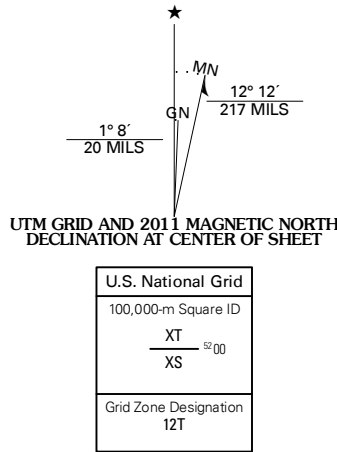 ★
MN
GN
12° 12´
217 MILS
1° 8´
20 MILS
UTM GRID AND 2011 MAGNETIC NORTH
DECLINATION AT CENTER OF SHEET
U.S. National Grid
100,000-m Square ID
XT
5200
XS
Grid Zone Designation
12T